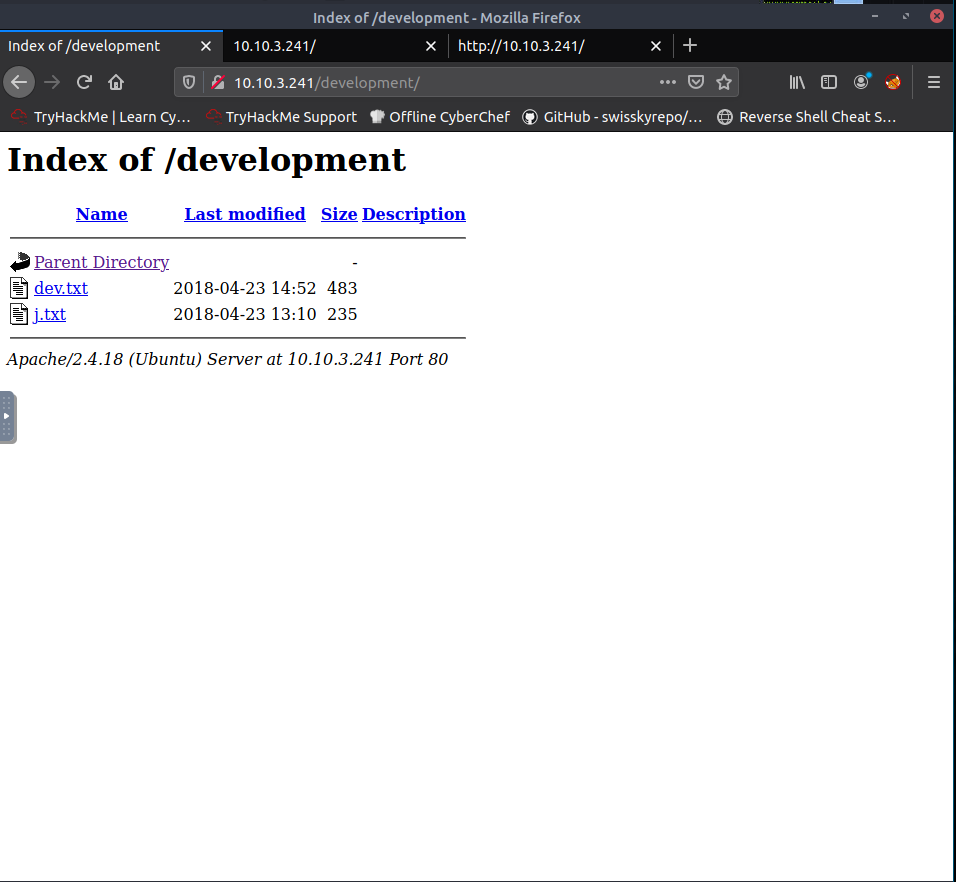 Index of /development - Mozilla Firefox
Index of /development 10.10.3.241/ http://10.10.3.241/
10.10.3.241/development/
TryHackMe | Learn Cy… TryHackMe Support Offline CyberChef GitHub - swisskyrepo/… Reverse Shell Cheat S…
Index of /development
Name Last modified Size Description
Parent Directory -
dev.txt 2018-04-23 14:52 483
j.txt 2018-04-23 13:10 235
Apache/2.4.18 (Ubuntu) Server at 10.10.3.241 Port 80